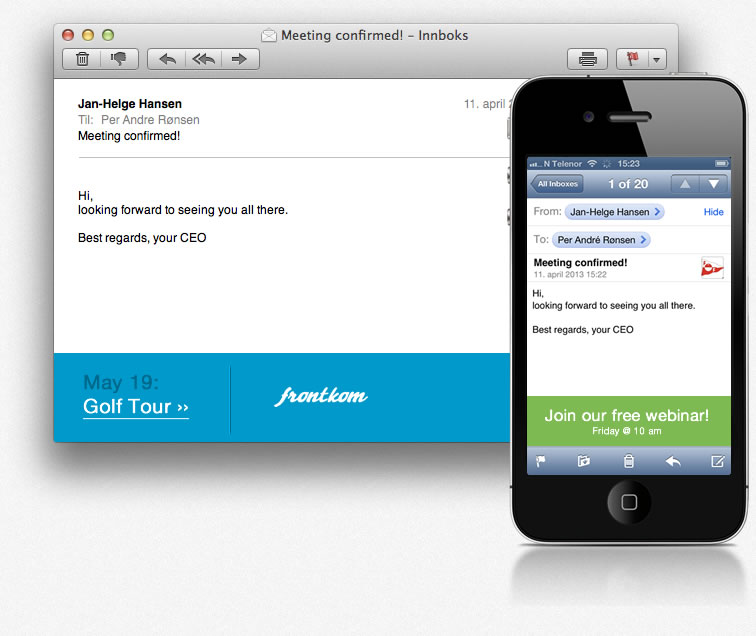 Meeting confirmed! – Innboks
Jan-Helge Hansen
11. april
Til: Per Andre Rønsen
Meeting confirmed!
Hi,
looking forward to seeing you all there.
Best regards, your CEO
May 19:
Golf Tour ››
frontkom
N Telenor 15:23
All Inboxes
1 of 20
From: Jan-Helge Hansen
Hide
To: Per André Rønsen
Meeting confirmed!
11. april 2013 15:22
Hi,
looking forward to seeing you all there.
Best regards, your CEO
Join our free webinar!
Friday @ 10 am